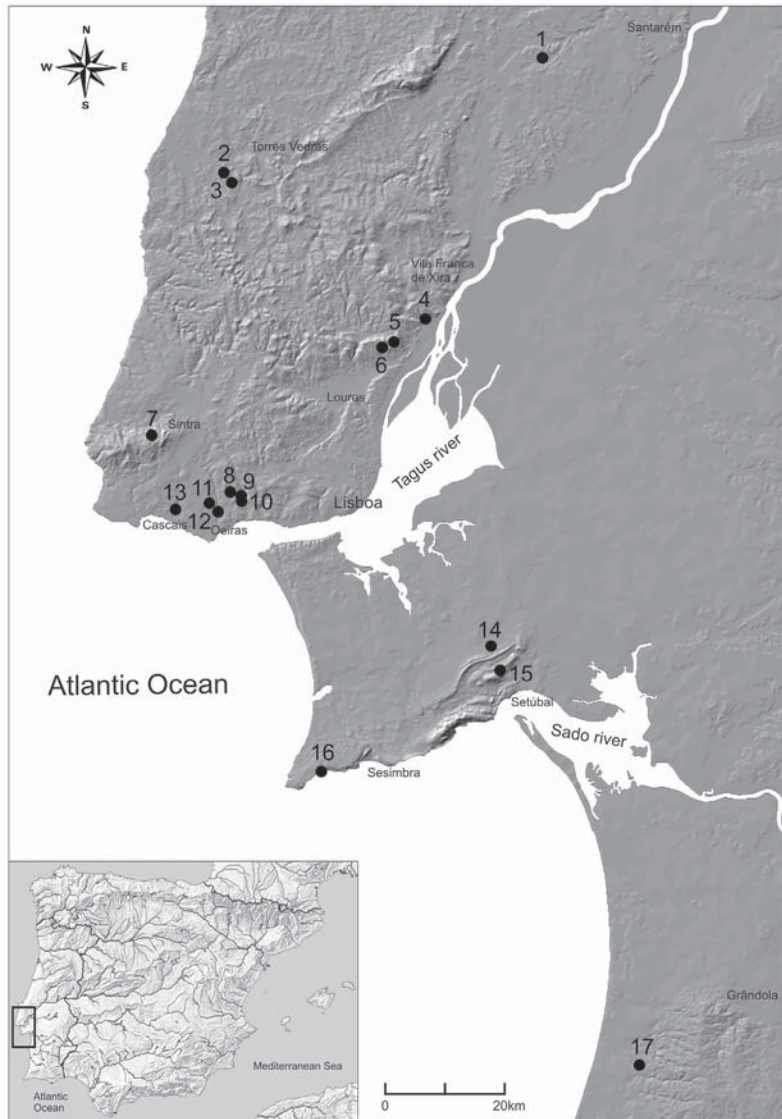 N
W E
S
1
Santarém
2
Torres Vedras
3
Vila Franca
de Xira
4
5
6
Loures
7
Sintra
8
9
10
11
12
13
Cascais
Oeiras
Lisboa
Tagus river
14
15
Atlantic Ocean
Setúbal
Sado river
16
Sesimbra
Grândola
17
Mediterranean Sea
Atlantic
Ocean
0 20km